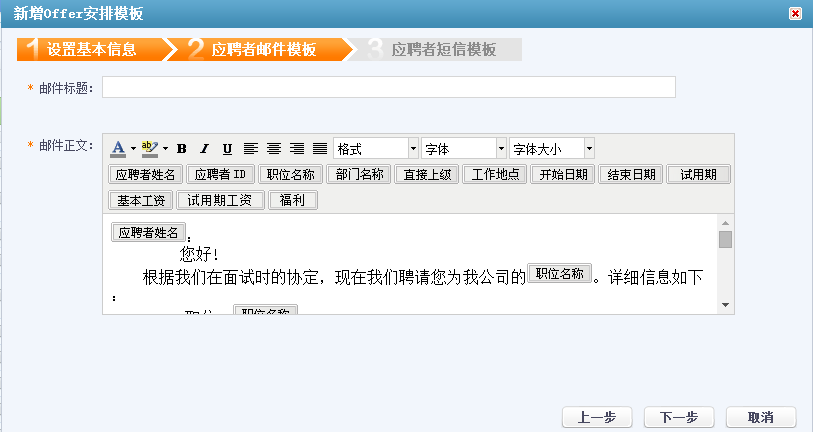 新增Offer安排模板
1 设置基本信息 2 应聘者邮件模板 3 应聘者短信模板
* 邮件标题：
* 邮件正文：
A ab B I U 格式 字体 字体大小
应聘者姓名 应聘者ID 职位名称 部门名称 直接上级 工作地点 开始日期 结束日期 试用期
基本工资 试用期工资 福利
应聘者姓名：
您好！
根据我们在面试时的协定，现在我们聘请您为我公司的职位名称。详细信息如下
：
职位：职位名称
上一步 下一步 取消